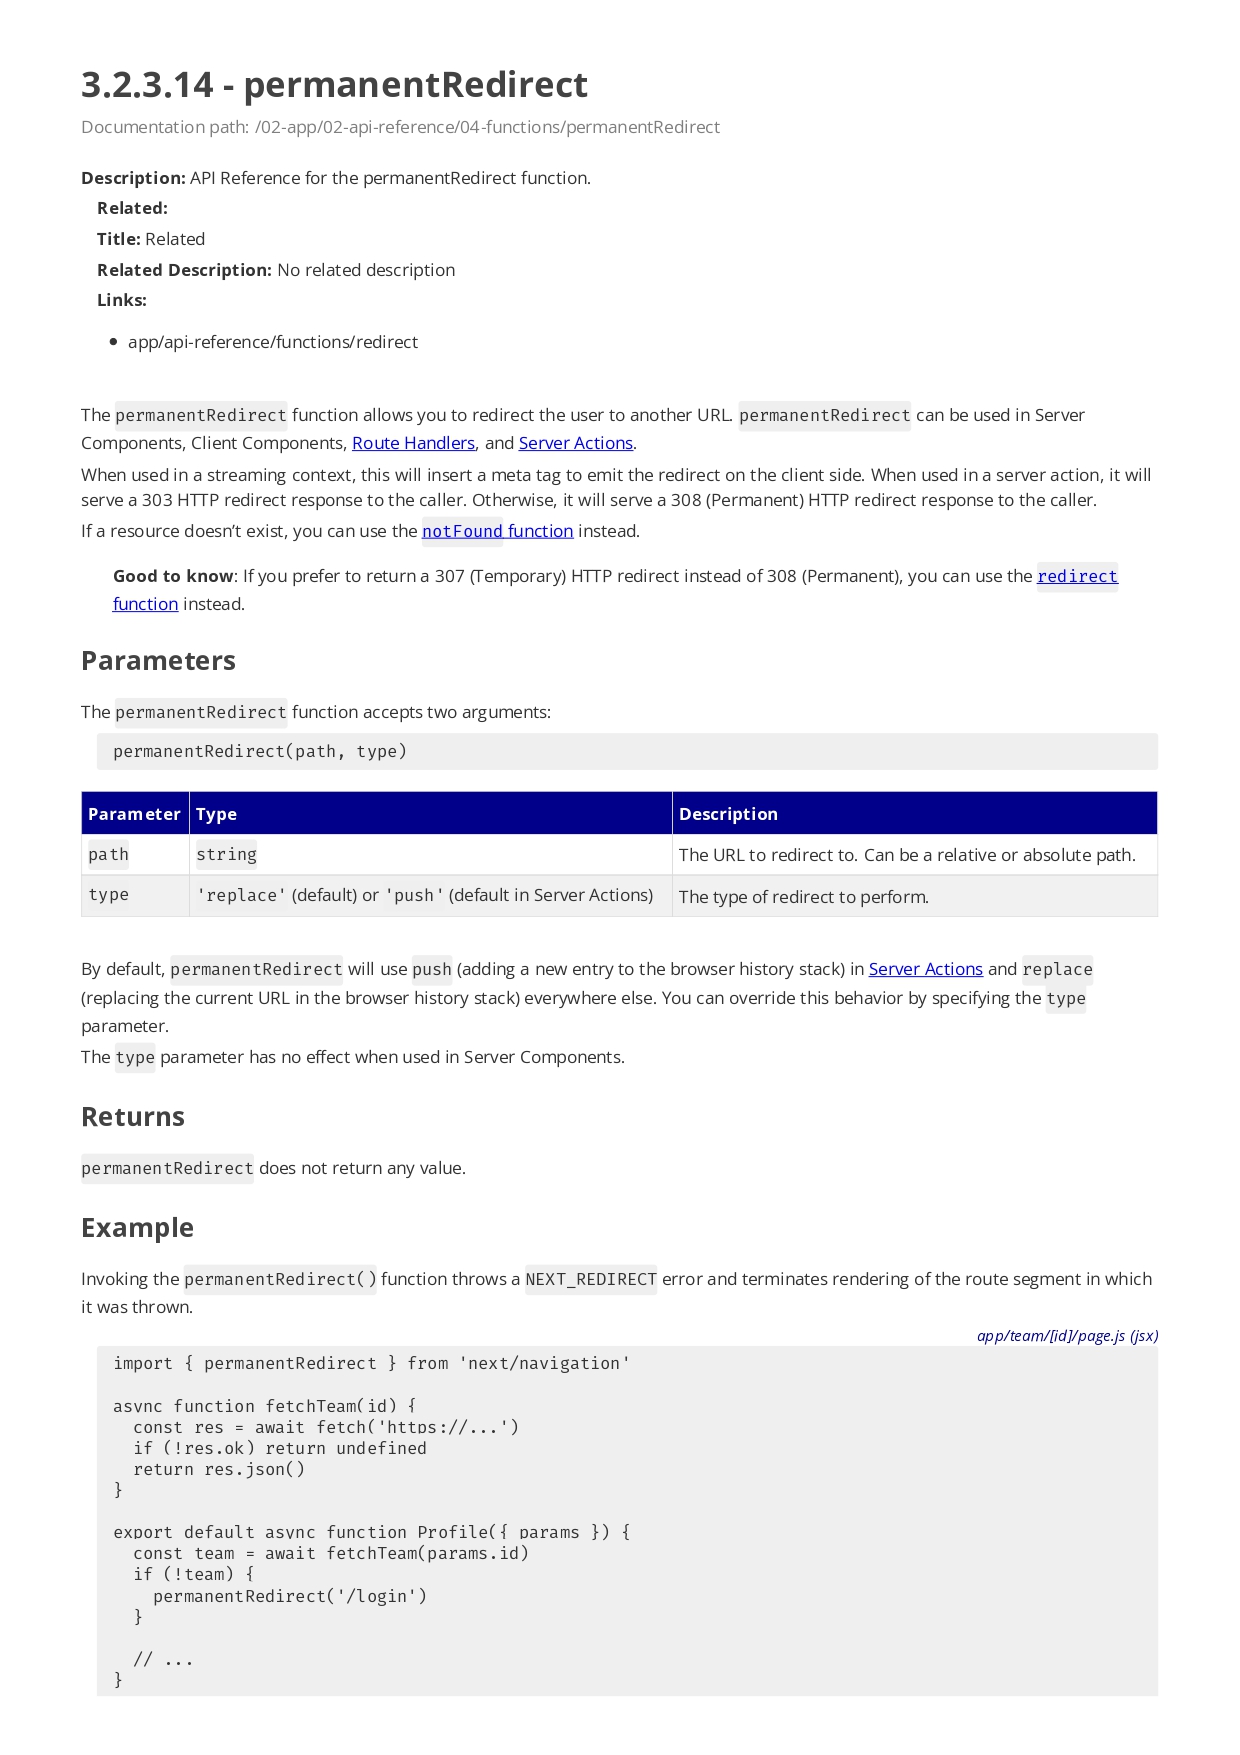 3.2.3.14 - permanentRedirect
Documentation path: /02-app/02-api-reference/04-functions/permanentRedirect
Description: API Reference for the permanentRedirect function.
Related:
Title: Related
Related Description: No related description
Links:
• app/api-reference/functions/redirect
The permanentRedirect function allows you to redirect the user to another URL. permanentRedirect can be used in Server
Components, Client Components, Route Handlers, and Server Actions.
When used in a streaming context, this will insert a meta tag to emit the redirect on the client side. When used in a server action, it will
serve a 303 HTTP redirect response to the caller. Otherwise, it will serve a 308 (Permanent) HTTP redirect response to the caller.
If a resource doesn’t exist, you can use the notFound function instead.
Good to know: If you prefer to return a 307 (Temporary) HTTP redirect instead of 308 (Permanent), you can use the redirect
function instead.
Parameters
The permanentRedirect function accepts two arguments:
permanentRedirect(path, type)
Parameter Type Description
path string The URL to redirect to. Can be a relative or absolute path.
type 'replace' (default) or 'push' (default in Server Actions) The type of redirect to perform.
By default, permanentRedirect will use push (adding a new entry to the browser history stack) in Server Actions and replace
(replacing the current URL in the browser history stack) everywhere else. You can override this behavior by specifying the type
parameter.
The type parameter has no effect when used in Server Components.
Returns
permanentRedirect does not return any value.
Example
Invoking the permanentRedirect() function throws a NEXT_REDIRECT error and terminates rendering of the route segment in which
it was thrown.
app/team/[id]/page.js (jsx)
import { permanentRedirect } from 'next/navigation'
async function fetchTeam(id) {
  const res = await fetch('https://...')
  if (!res.ok) return undefined
  return res.json()
}
export default async function Profile({ params }) {
  const team = await fetchTeam(params.id)
  if (!team) {
    permanentRedirect('/login')
  }
  // ...
}